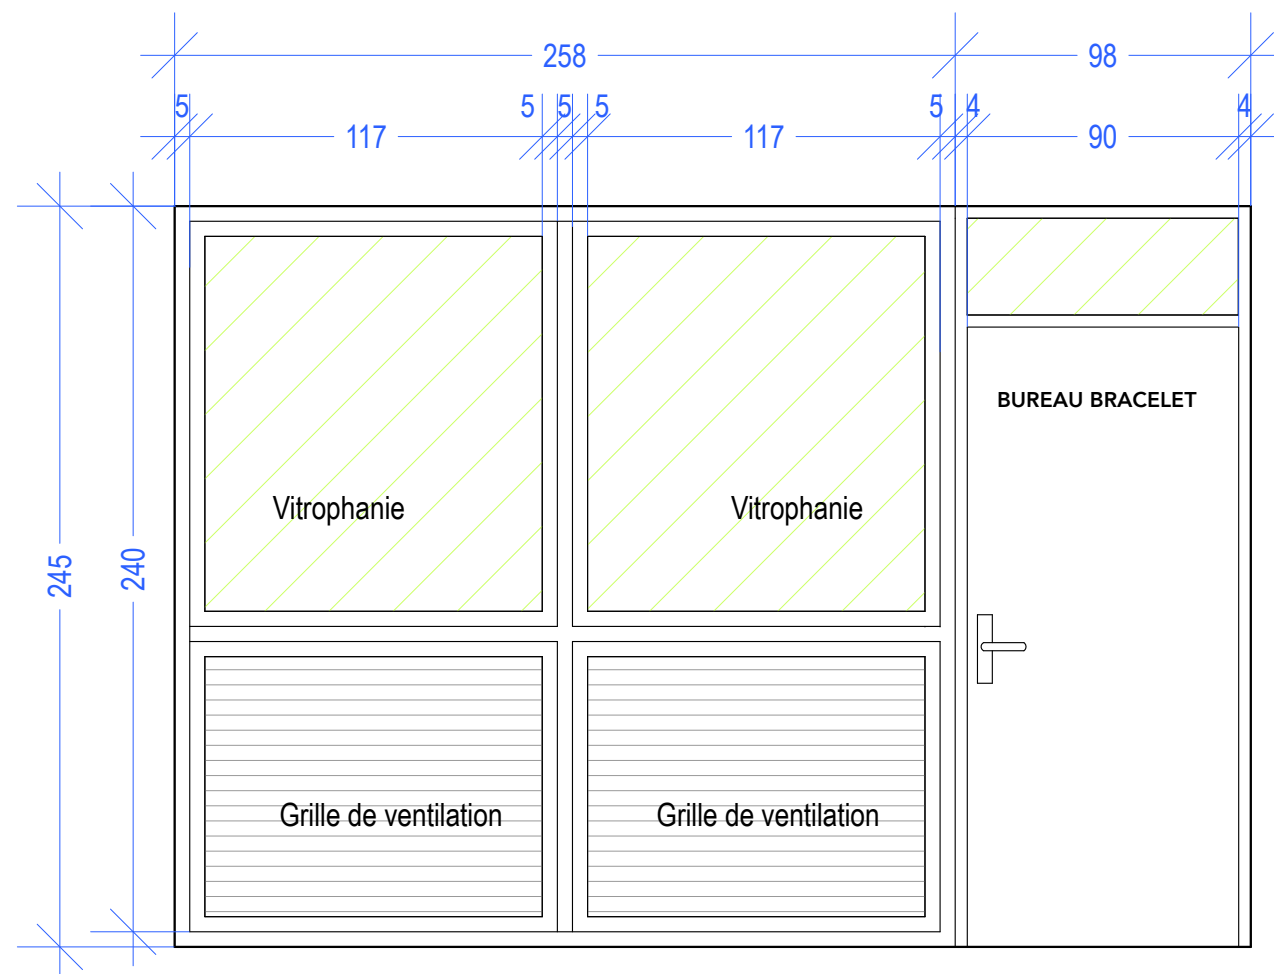 258 98
5 5 5 5 5 4 4
117 117 90
BUREAU BRACELET
Vitrophanie Vitrophanie
245 240
Grille de ventilation Grille de ventilation